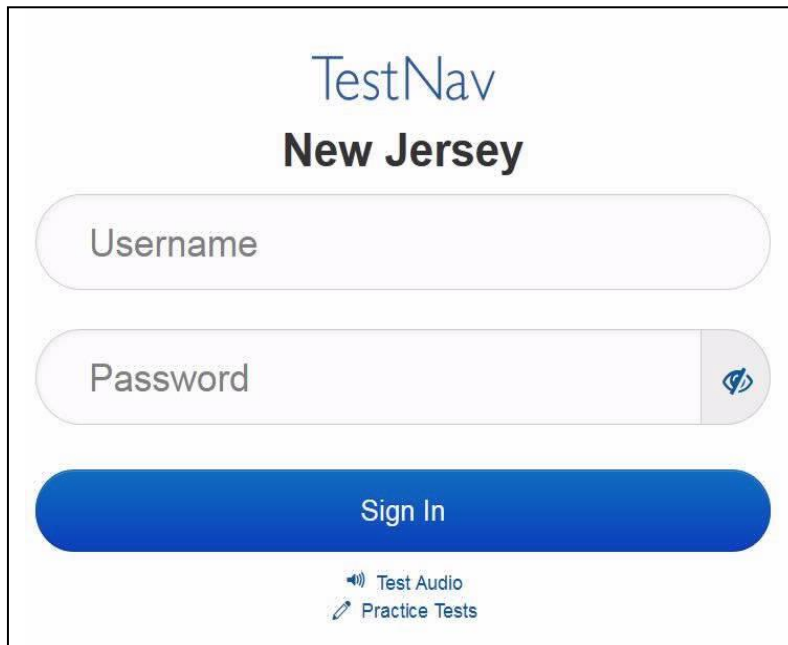 TestNav
New Jersey
Username
Password
Sign In
Test Audio
Practice Tests